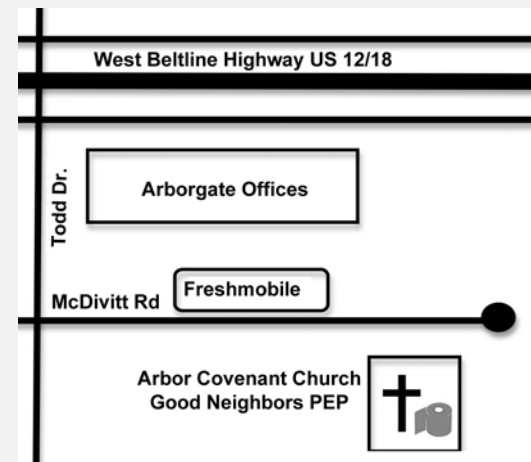 West Beltline Highway US 12/18
Todd Dr.
Arborgate Offices
Freshmobile
McDivitt Rd
Arbor Covenant Church
Good Neighbors PEP